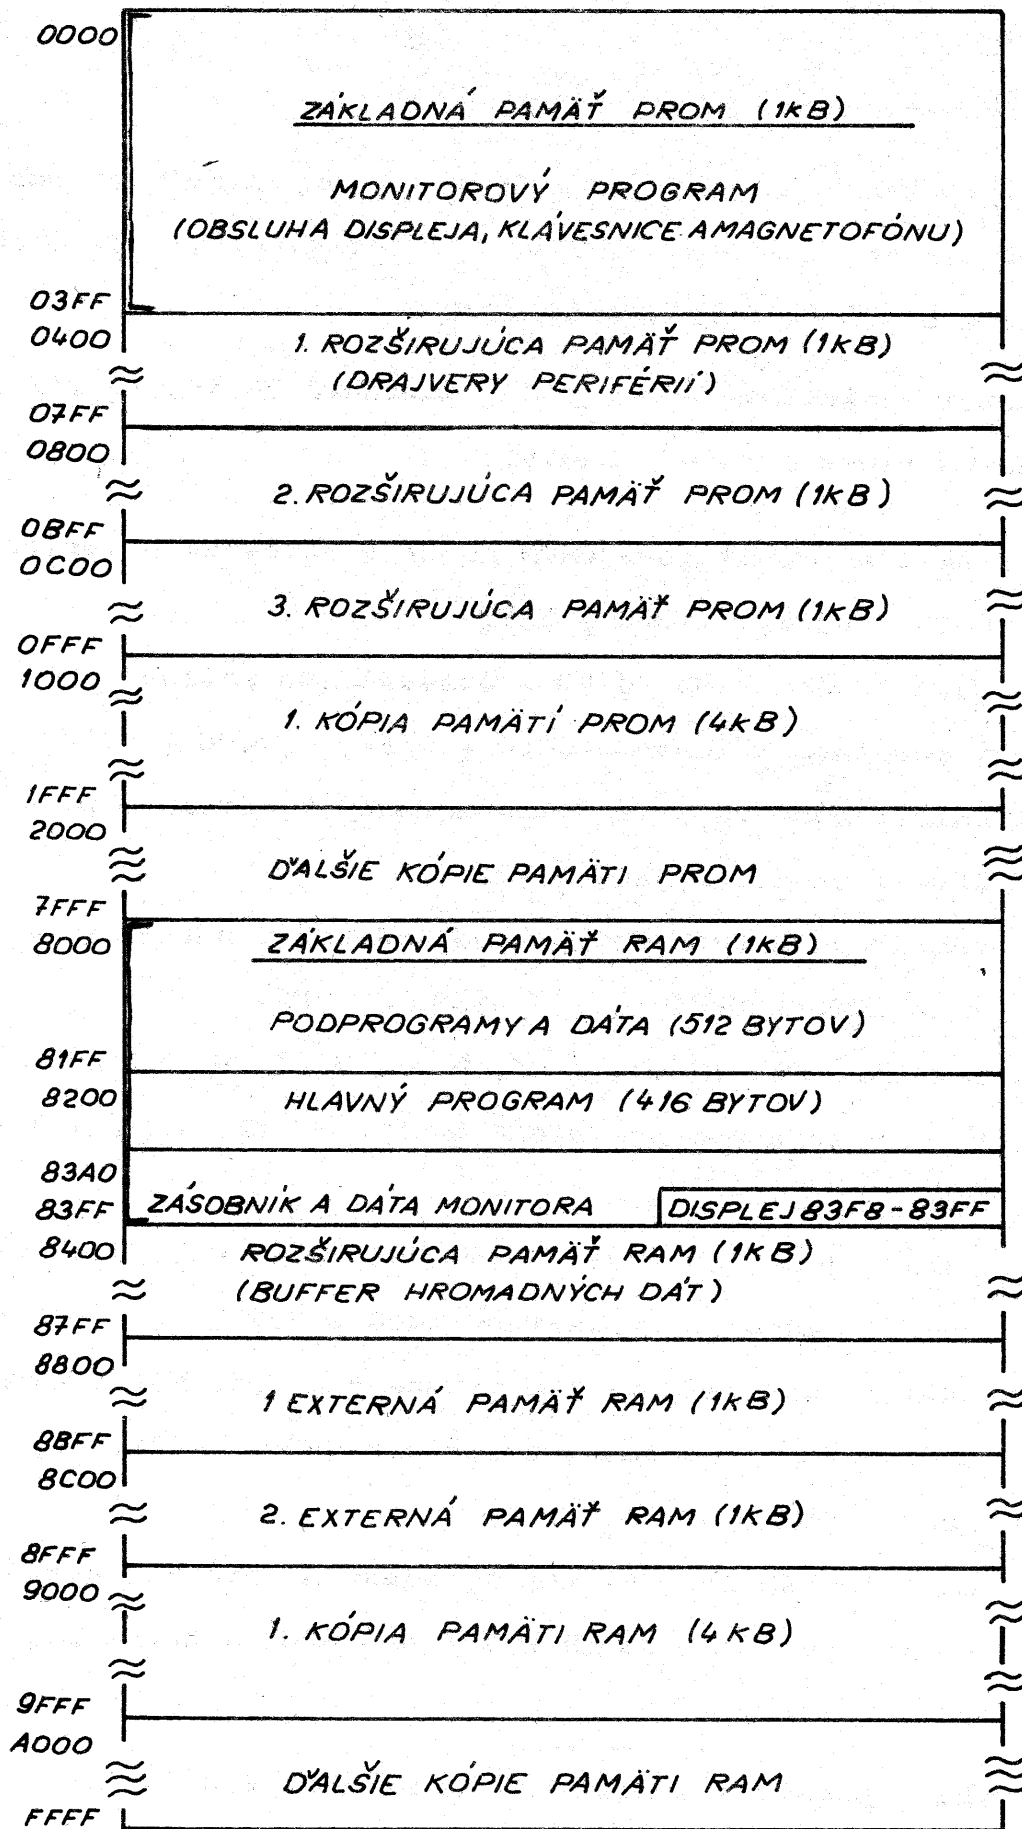 0000
ZÁKLADNÁ PAMÄŤ PROM (1KB)
MONITOROVÝ PROGRAM
(OBSLUHA DISPLEJA, KLÁVESNICE AMAGNETOFÓNU)
03FF
0400
1. ROZŠIRUJÚCA PAMÄŤ PROM (1KB)
(DRAJVERY PERIFÉRIÍ)
07FF
0800
2. ROZŠIRUJÚCA PAMÄŤ PROM (1KB)
0BFF
0C00
3. ROZŠIRUJÚCA PAMÄŤ PROM (1KB)
0FFF
1000
1. KÓPIA PAMÄTÍ PROM (4KB)
1FFF
2000
ĎALŠIE KÓPIE PAMÄTI PROM
7FFF
8000
ZÁKLADNÁ PAMÄŤ RAM (1KB)
PODPROGRAMY A DÁTA (512 BYTOV)
81FF
8200
HLAVNÝ PROGRAM (416 BYTOV)
83A0
83FF
ZÁSOBNÍK A DÁTA MONITORA
DISPLEJ 83F8-83FF
8400
ROZŠIRUJÚCA PAMÄŤ RAM (1KB)
(BUFFER HROMADNÝCH DÁT)
87FF
8800
1 EXTERNÁ PAMÄŤ RAM (1KB)
8BFF
8C00
2. EXTERNÁ PAMÄŤ RAM (1KB)
8FFF
9000
1. KÓPIA PAMÄTI RAM (4KB)
9FFF
A000
ĎALŠIE KÓPIE PAMÄTI RAM
FFFF